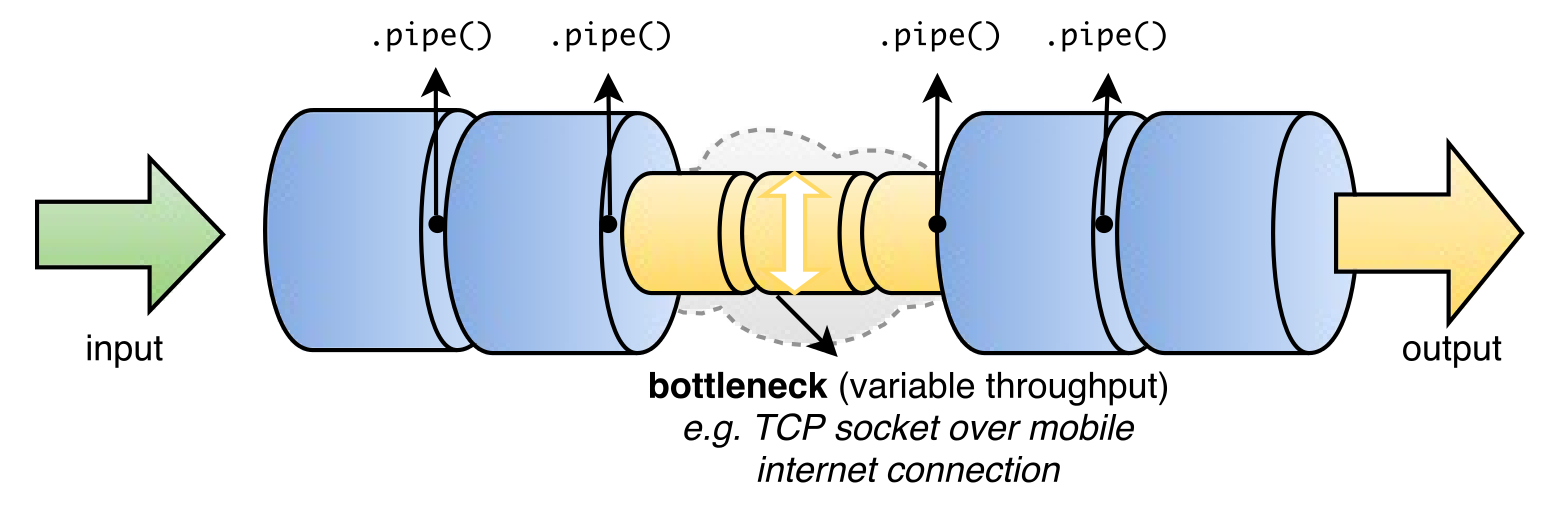 .pipe() .pipe() .pipe() .pipe()
input
output
bottleneck (variable throughput)
e.g. TCP socket over mobile
internet connection